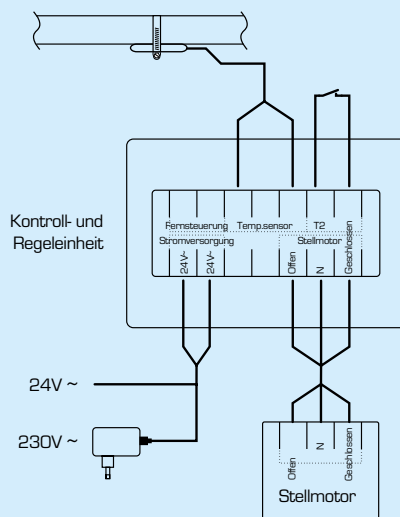 Kontroll- und
Regeleinheit
Fernsteuerung Temp.sensor T2
Stromversorgung Stellmotor
24V~ 24V~ Offen N Geschlossen
24V ~
230V ~
Offen N Geschlossen
Stellmotor